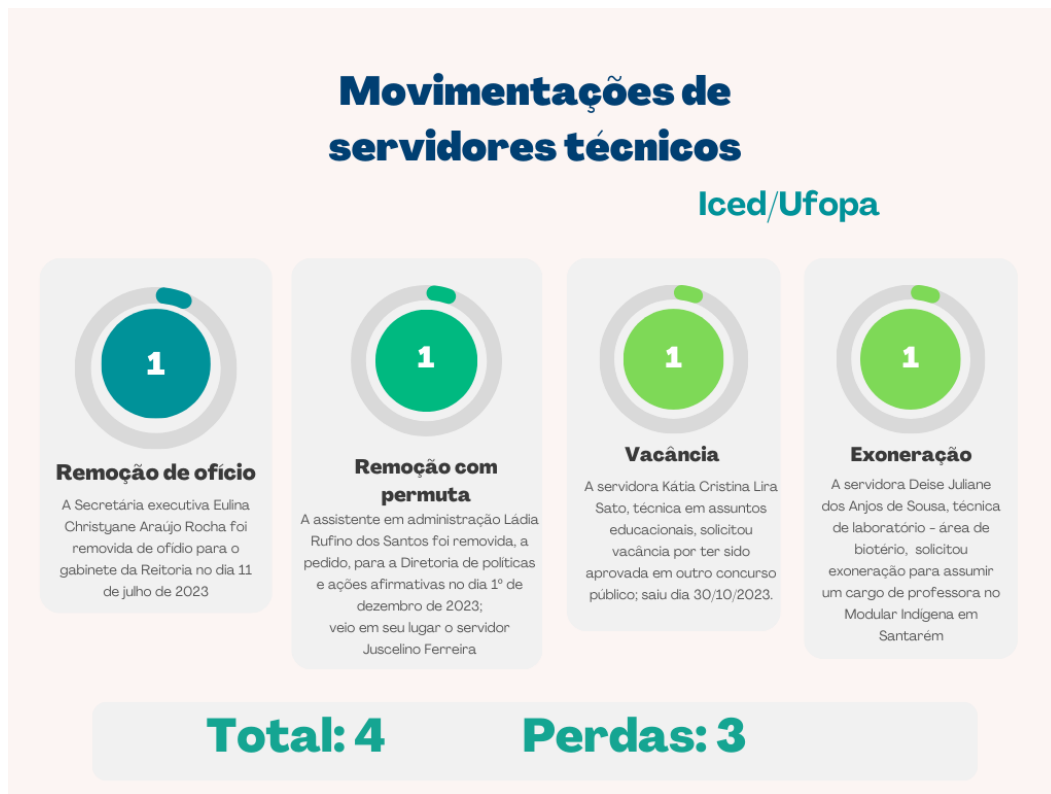 Movimentações de
servidores técnicos
Iced/Ufopa
1
Remoção de ofício
A Secretária executiva Eulina
Christyane Araújo Rocha foi
removida de ofídio para o
gabinete da Reitoria no dia 11
de julho de 2023
1
Remoção com
permuta
A assistente em administração Ládia
Rufino dos Santos foi removida, a
pedido, para a Diretoria de políticas
e ações afirmativas no dia 1º de
dezembro de 2023;
veio em seu lugar o servidor
Juscelino Ferreira
1
Vacância
A servidora Kátia Cristina Lira
Sato, técnica em assuntos
educacionais, solicitou
vacância por ter sido
aprovada em outro concurso
público; saiu dia 30/10/2023.
1
Exoneração
A servidora Deise Juliane
dos Anjos de Sousa, técnica
de laboratório - área de
biotério, solicitou
exoneração para assumir
um cargo de professora no
Modular Indígena em
Santarém
Total: 4
Perdas: 3